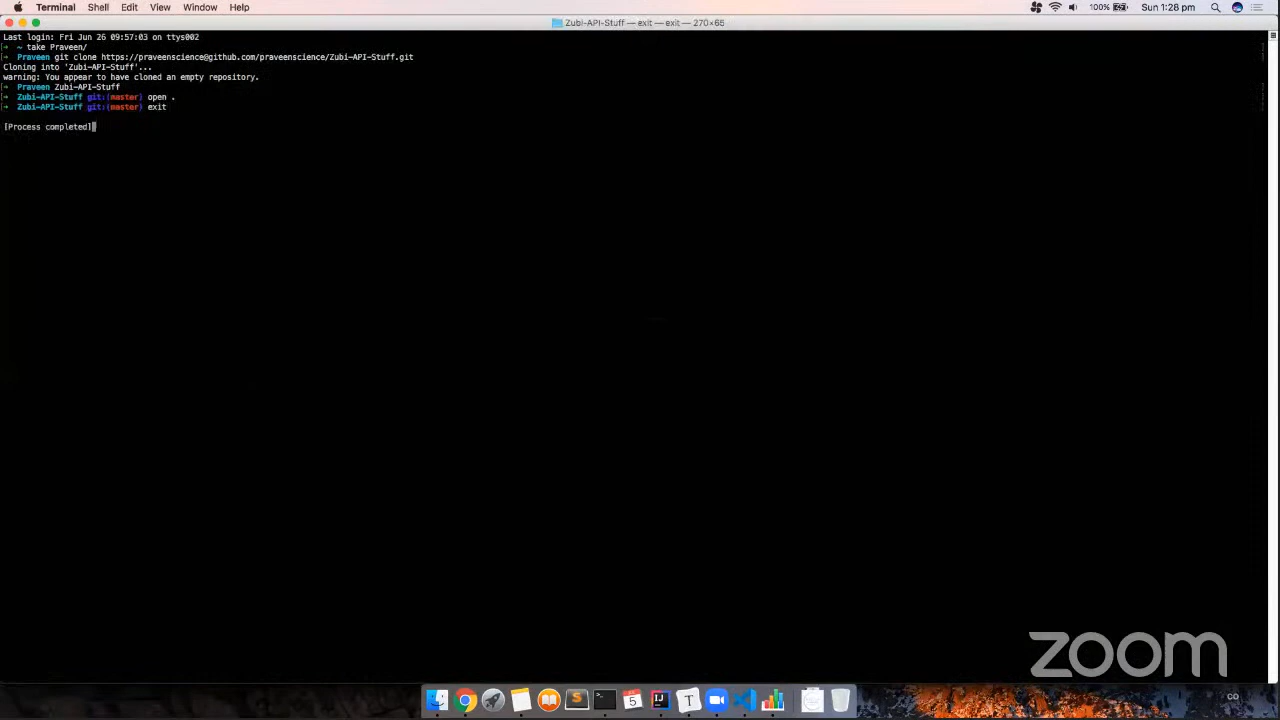 Terminal Shell Edit View Window Help 100% Sun 1:28 pm
Zubi-API-Stuff — exit — exit — 270×65
Last login: Fri Jun 26 09:57:03 on ttys002
[➜ ~ take Praveen/ ]
[➜ Praveen git clone https://praveenscience@github.com/praveenscience/Zubi-API-Stuff.git ]
Cloning into 'Zubi-API-Stuff'...
warning: You appear to have cloned an empty repository.
[➜ Praveen Zubi-API-Stuff ]
[➜ Zubi-API-Stuff git:(master) open . ]
[➜ Zubi-API-Stuff git:(master) exit ]
[Process completed]
zoom
5